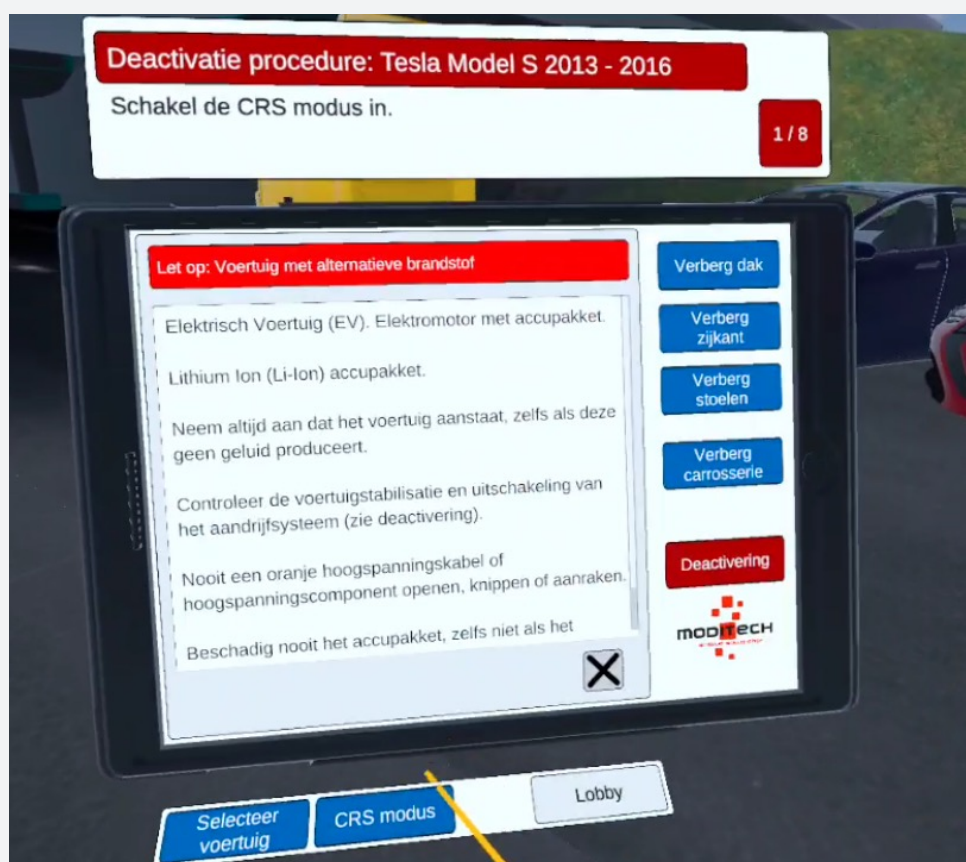 Deactivatie procedure: Tesla Model S 2013 - 2016
Schakel de CRS modus in.
1 / 8
Let op: Voertuig met alternatieve brandstof
Elektrisch Voertuig (EV). Elektromotor met accupakket.
Lithium Ion (Li-Ion) accupakket.
Neem altijd aan dat het voertuig aanstaat, zelfs als deze
geen geluid produceert.
Controleer de voertuigstabilisatie en uitschakeling van
het aandrijfsysteem (zie deactivering).
Nooit een oranje hoogspanningskabel of
hoogspanningscomponent openen, knippen of aanraken.
Beschadig nooit het accupakket, zelfs niet als het
Verberg dak
Verberg
zijkant
Verberg
stoelen
Verberg
carrosserie
Deactivering
MODITECH
Selecteer
voertuig
CRS modus
Lobby